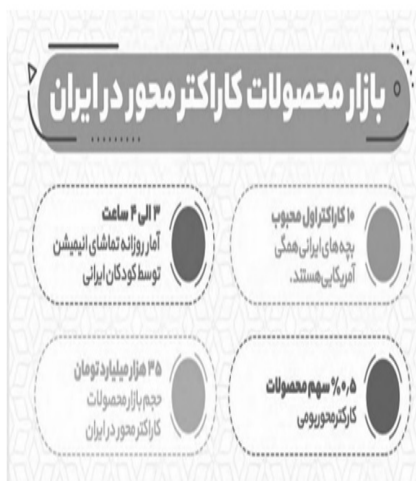 بازار محصولات کاراکتر محور در ایران
۱۰ کاراکتر اول محبوب
بچه‌های ایرانی همگی
آمریکایی هستند.
۳ الی ۴ ساعت
آمار روزانه تماشای انیمیشن
توسط کودکان ایرانی
۰٫۵% سهم محصولات
کارکتر محور بومی
۳۵ هزار میلیارد تومان
حجم بازار محصولات
کاراکتر محور در ایران